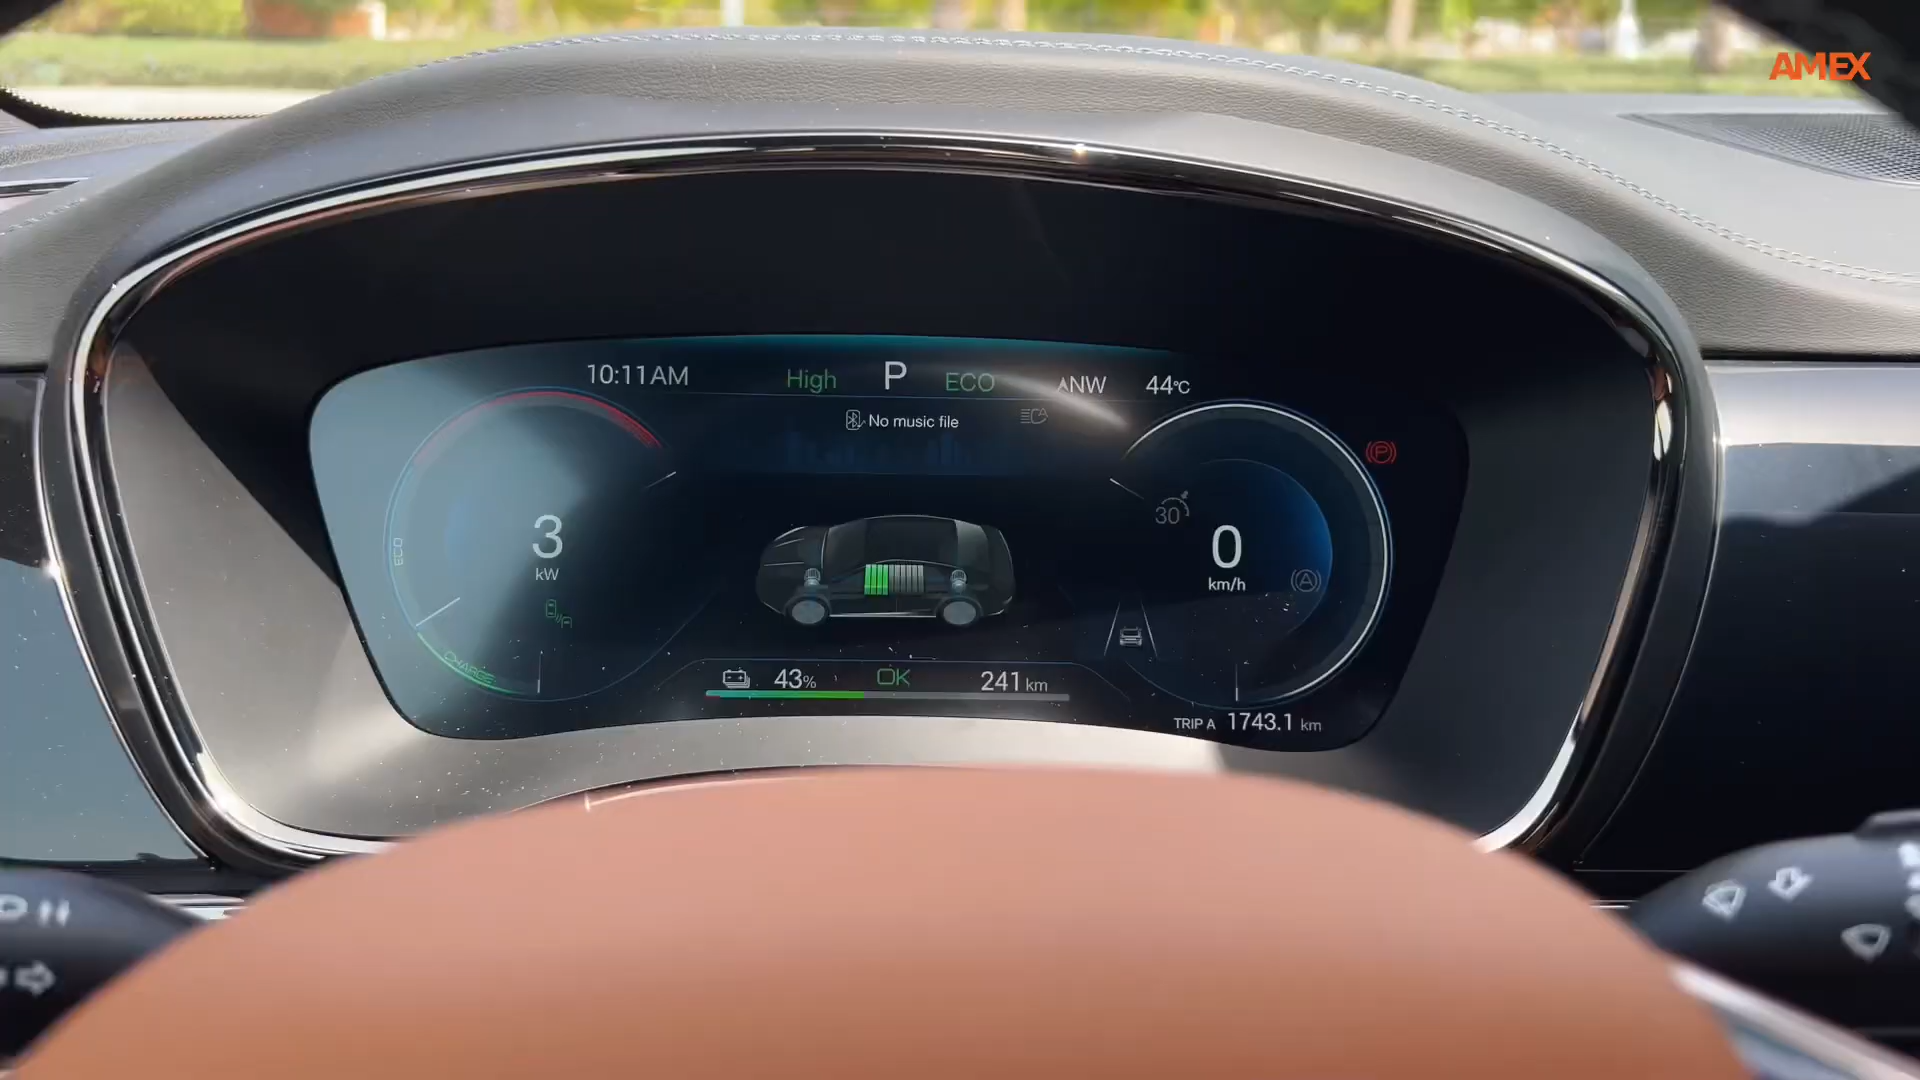 AMEX
10:11AM High P ECO NW 44°C
No music file
ECO
3
kW
30
0
km/h
CHARGE
43% OK 241 km
TRIP A 1743.1 km